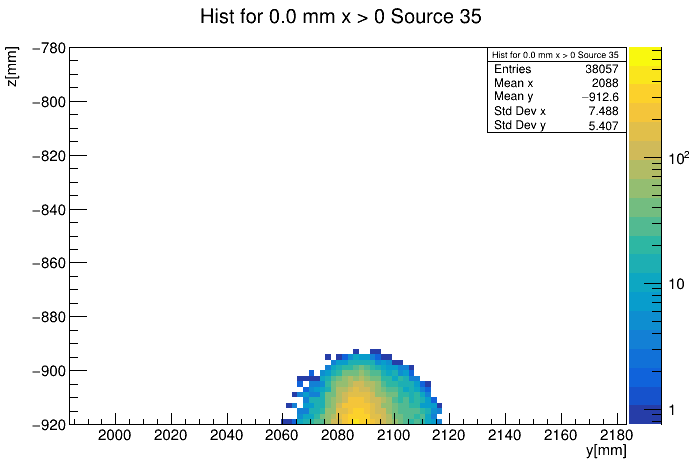 Hist for 0.0 mm x > 0 Source 35
z[mm]
−780
−800
−820
−840
−860
−880
−900
−920
Hist for 0.0 mm x > 0 Source 35
Entries 38057
Mean x 2088
Mean y −912.6
Std Dev x 7.488
Std Dev y 5.407
10²
10
1
2000 2020 2040 2060 2080 2100 2120 2140 2160 2180
y[mm]